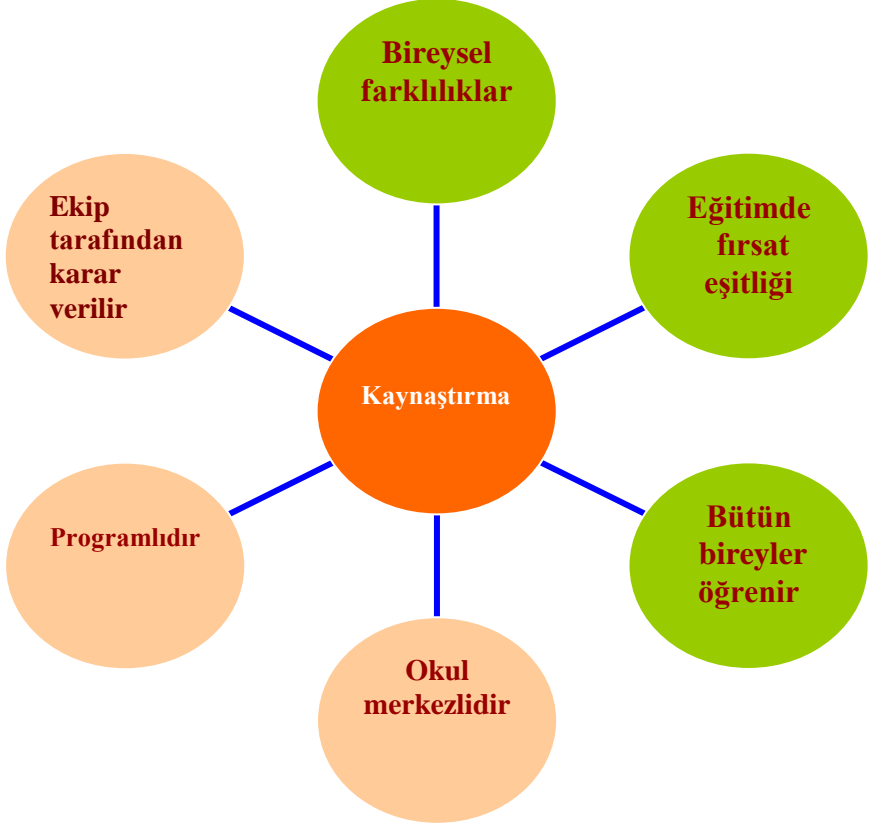 Bireysel
farklılıklar
Eğitimde
fırsat
eşitliği
Bütün
bireyler
öğrenir
Okul
merkezlidir
Programlıdır
Ekip
tarafından
karar
verilir
Kaynaştırma